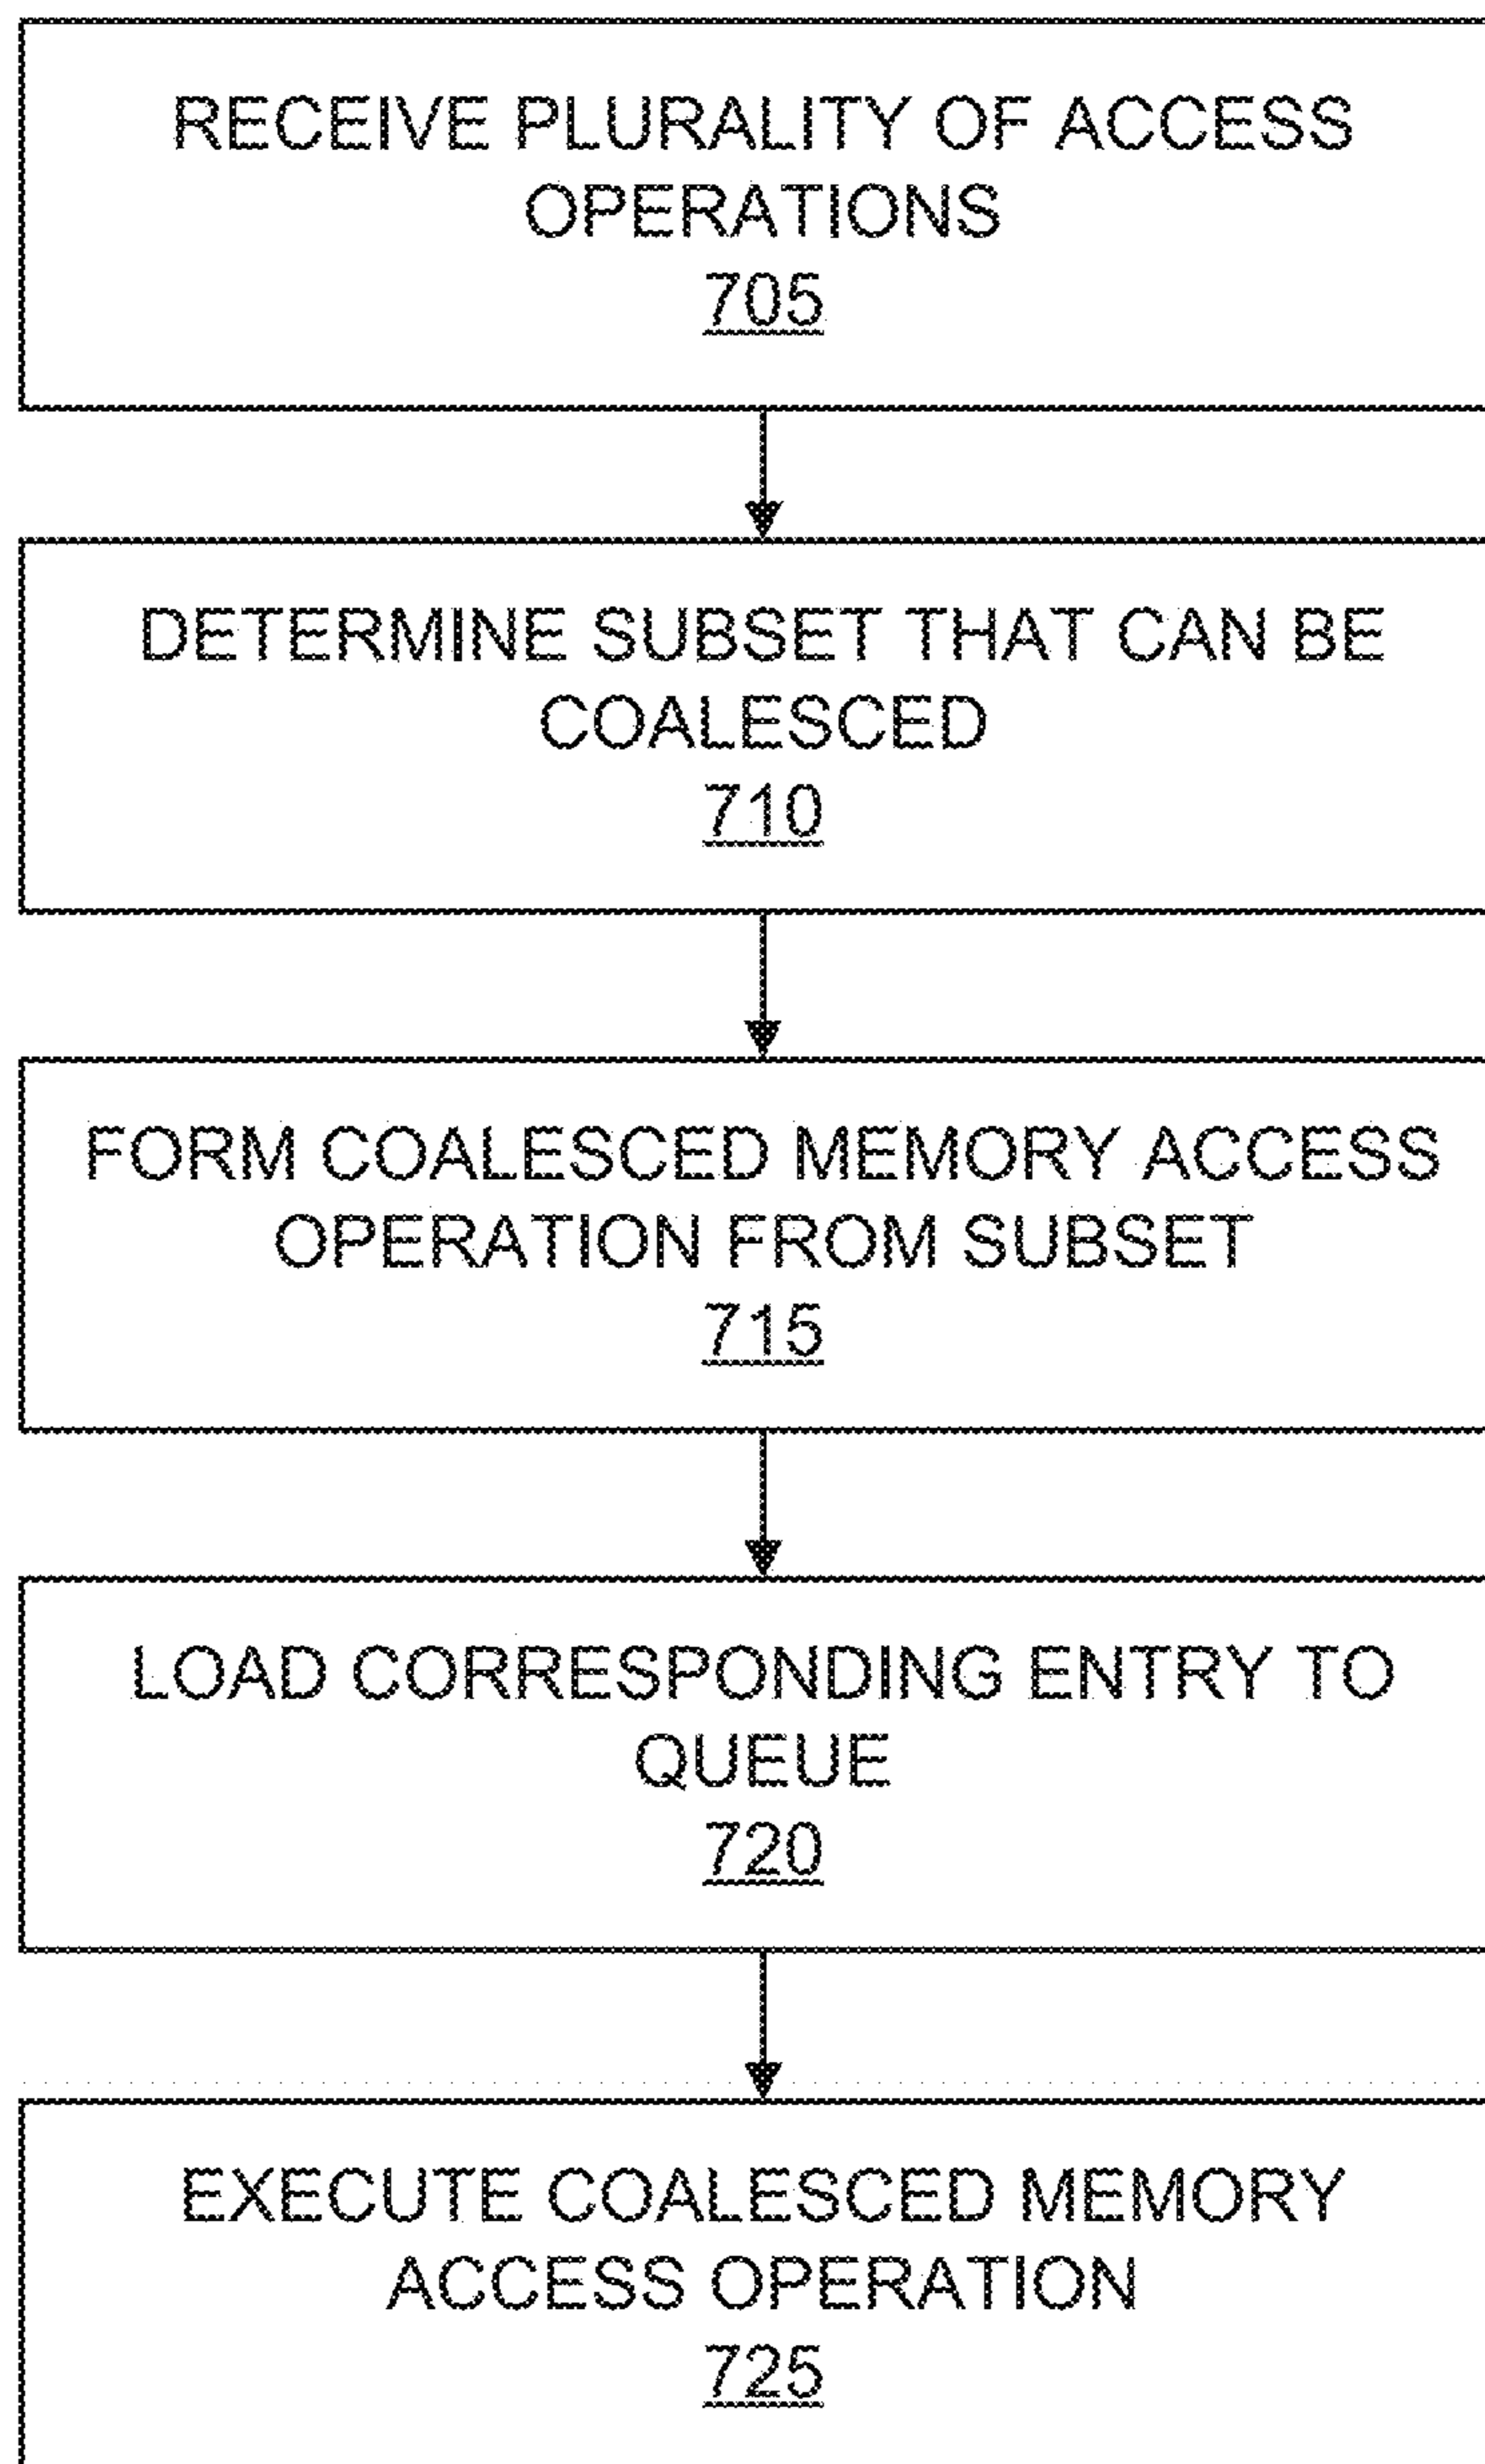 RECEIVE PLURALITY OF ACCESS
OPERATIONS
705
DETERMINE SUBSET THAT CAN BE
COALESCED
710
FORM COALESCED MEMORY ACCESS
OPERATION FROM SUBSET
715
LOAD CORRESPONDING ENTRY TO
QUEUE
720
EXECUTE COALESCED MEMORY
ACCESS OPERATION
725